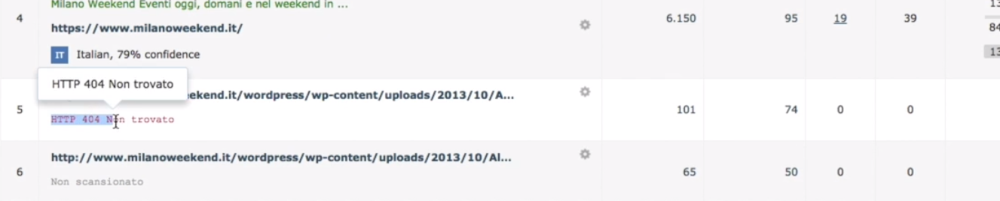 Milano Weekend Eventi oggi, domani e nel weekend in ...
4 https://www.milanoweekend.it/ 6.150 95 19 39
IT Italian, 79% confidence
84
13
HTTP 404 Non trovato
ekend.it/wordpress/wp-content/uploads/2013/10/A...
5 101 74 0 0
HTTP 404 Non trovato
http://www.milanoweekend.it/wordpress/wp-content/uploads/2013/10/Al...
6 65 50 0 0
Non scansionato